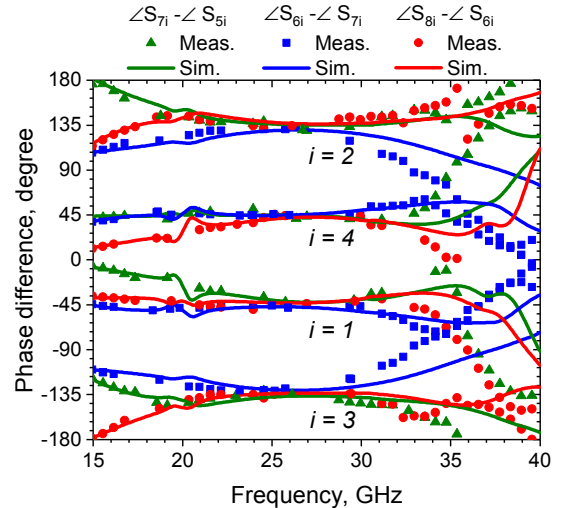 ∠S7i -∠ S5i ∠S6i -∠ S7i ∠S8i -∠ S6i
Meas. Meas. Meas.
Sim. Sim. Sim.
180
135
90
45
0
-45
-90
-135
-180
Phase difference, degree
i = 2
i = 4
i = 1
i = 3
15 20 25 30 35 40
Frequency, GHz